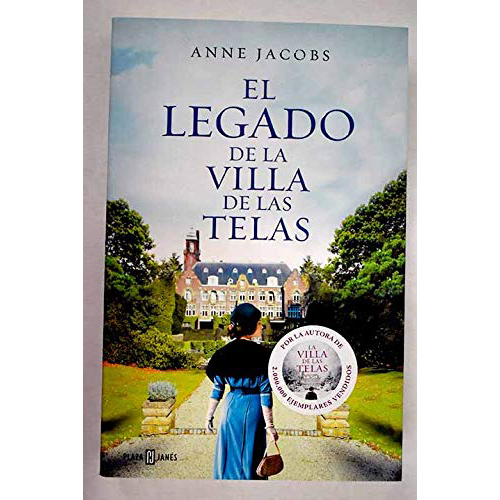 ANNE JACOBS
EL
LEGADO
DE LA
VILLA
DE LAS
TELAS
POR LA AUTORA DE
LA
VILLA
DE LAS
TELAS
2.000.000 EJEMPLARES VENDIDOS
PLAZA JANÉS